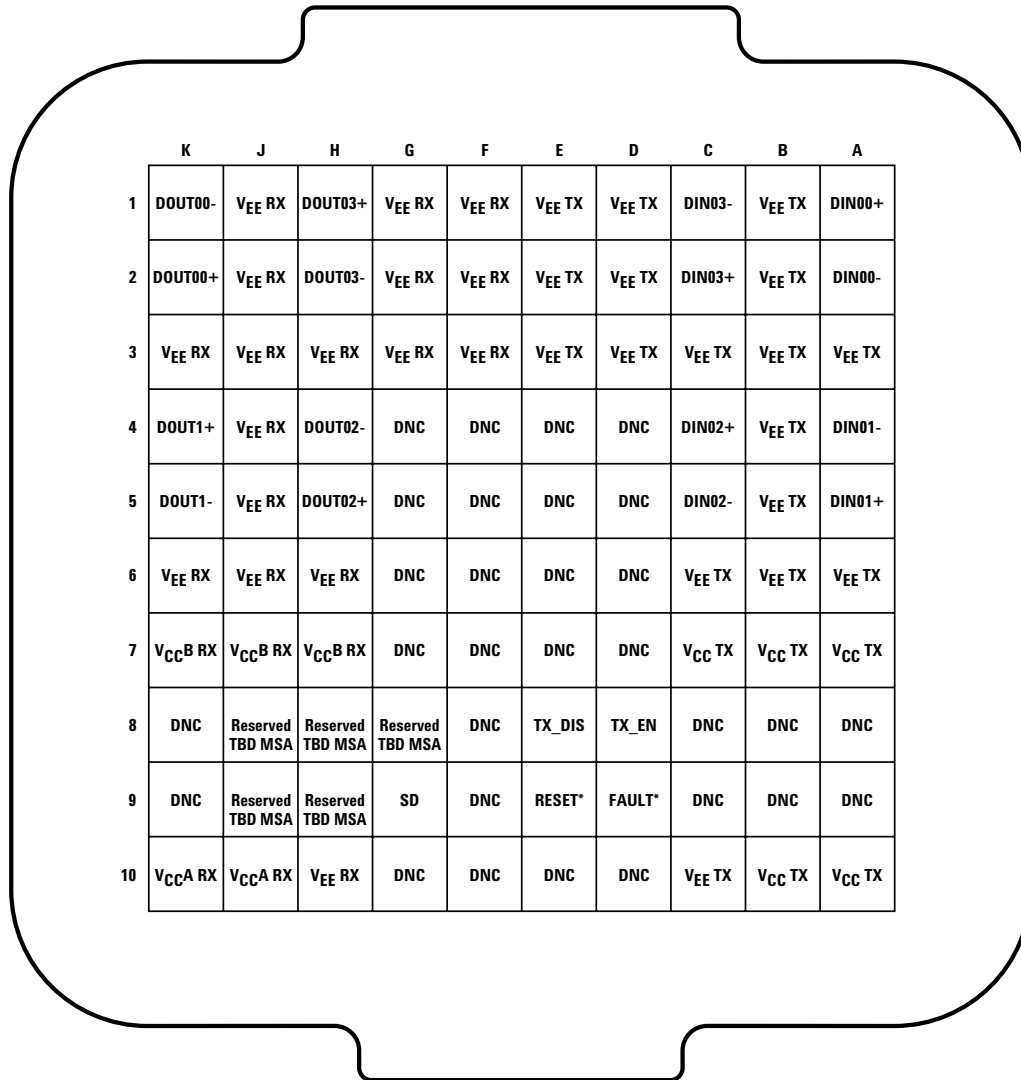 K J H G F E D C B A
1 DOUT00- VEE RX DOUT03+ VEE RX VEE RX VEE TX VEE TX DIN03- VEE TX DIN00+
2 DOUT00+ VEE RX DOUT03- VEE RX VEE RX VEE TX VEE TX DIN03+ VEE TX DIN00-
3 VEE RX VEE RX VEE RX VEE RX VEE RX VEE TX VEE TX VEE TX VEE TX VEE TX
4 DOUT1+ VEE RX DOUT02- DNC DNC DNC DNC DIN02+ VEE TX DIN01-
5 DOUT1- VEE RX DOUT02+ DNC DNC DNC DNC DIN02- VEE TX DIN01+
6 VEE RX VEE RX VEE RX DNC DNC DNC DNC VEE TX VEE TX VEE TX
7 VCCB RX VCCB RX VCCB RX DNC DNC DNC DNC VCC TX VCC TX VCC TX
8 DNC Reserved Reserved Reserved DNC TX_DIS TX_EN DNC DNC DNC
TBD MSA TBD MSA TBD MSA
9 DNC Reserved Reserved SD DNC RESET* FAULT* DNC DNC DNC
TBD MSA TBD MSA
10 VCCA RX VCCA RX VEE RX DNC DNC DNC DNC VEE TX VCC TX VCC TX